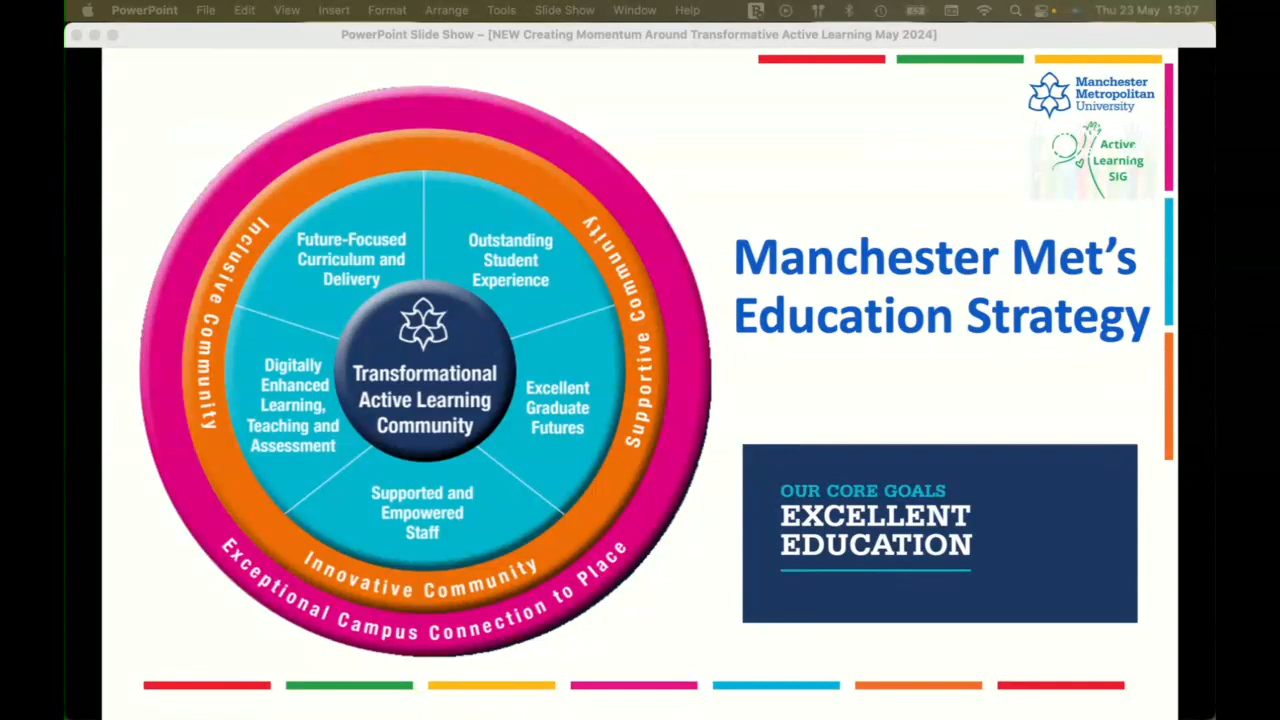 PowerPoint File Edit View Insert Format Arrange Tools Slide Show Window Help Thu 23 May 13:07
PowerPoint Slide Show – [NEW Creating Momentum Around Transformative Active Learning May 2024]
Manchester
Metropolitan
University
Active
Learning
SIG
Manchester Met's
Education Strategy
OUR CORE GOALS
EXCELLENT
EDUCATION
Future-Focused
Curriculum and
Delivery
Outstanding
Student
Experience
Digitally
Enhanced
Learning,
Teaching and
Assessment
Transformational
Active Learning
Community
Excellent
Graduate
Futures
Supported and
Empowered
Staff
Inclusive Community
Supportive Community
Innovative Community
Exceptional Campus Connection to Place